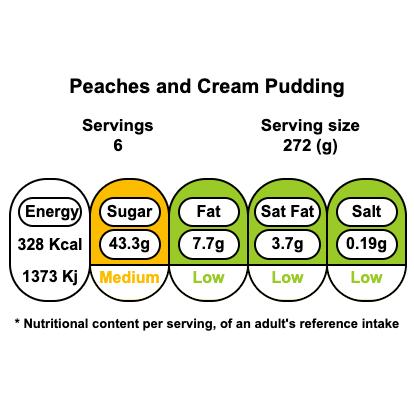 Peaches and Cream Pudding
Servings
6
Serving size
272 (g)
Energy
328 Kcal
1373 Kj
Sugar
43.3g
Medium
Fat
7.7g
Low
Sat Fat
3.7g
Low
Salt
0.19g
Low
* Nutritional content per serving, of an adult's reference intake